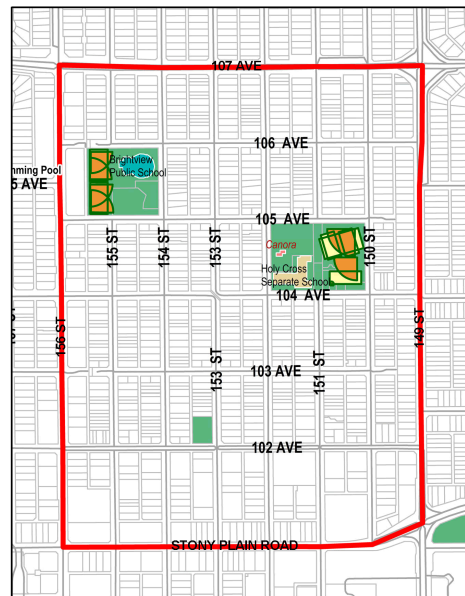 107 AVE
106 AVE
Brightview
Public School
mming Pool
5 AVE
105 AVE
155 ST
154 ST
153 ST
150 ST
Canora
Holy Cross
Separate School
104 AVE
156 ST
149 ST
153 ST
151 ST
103 AVE
102 AVE
STONY PLAIN ROAD